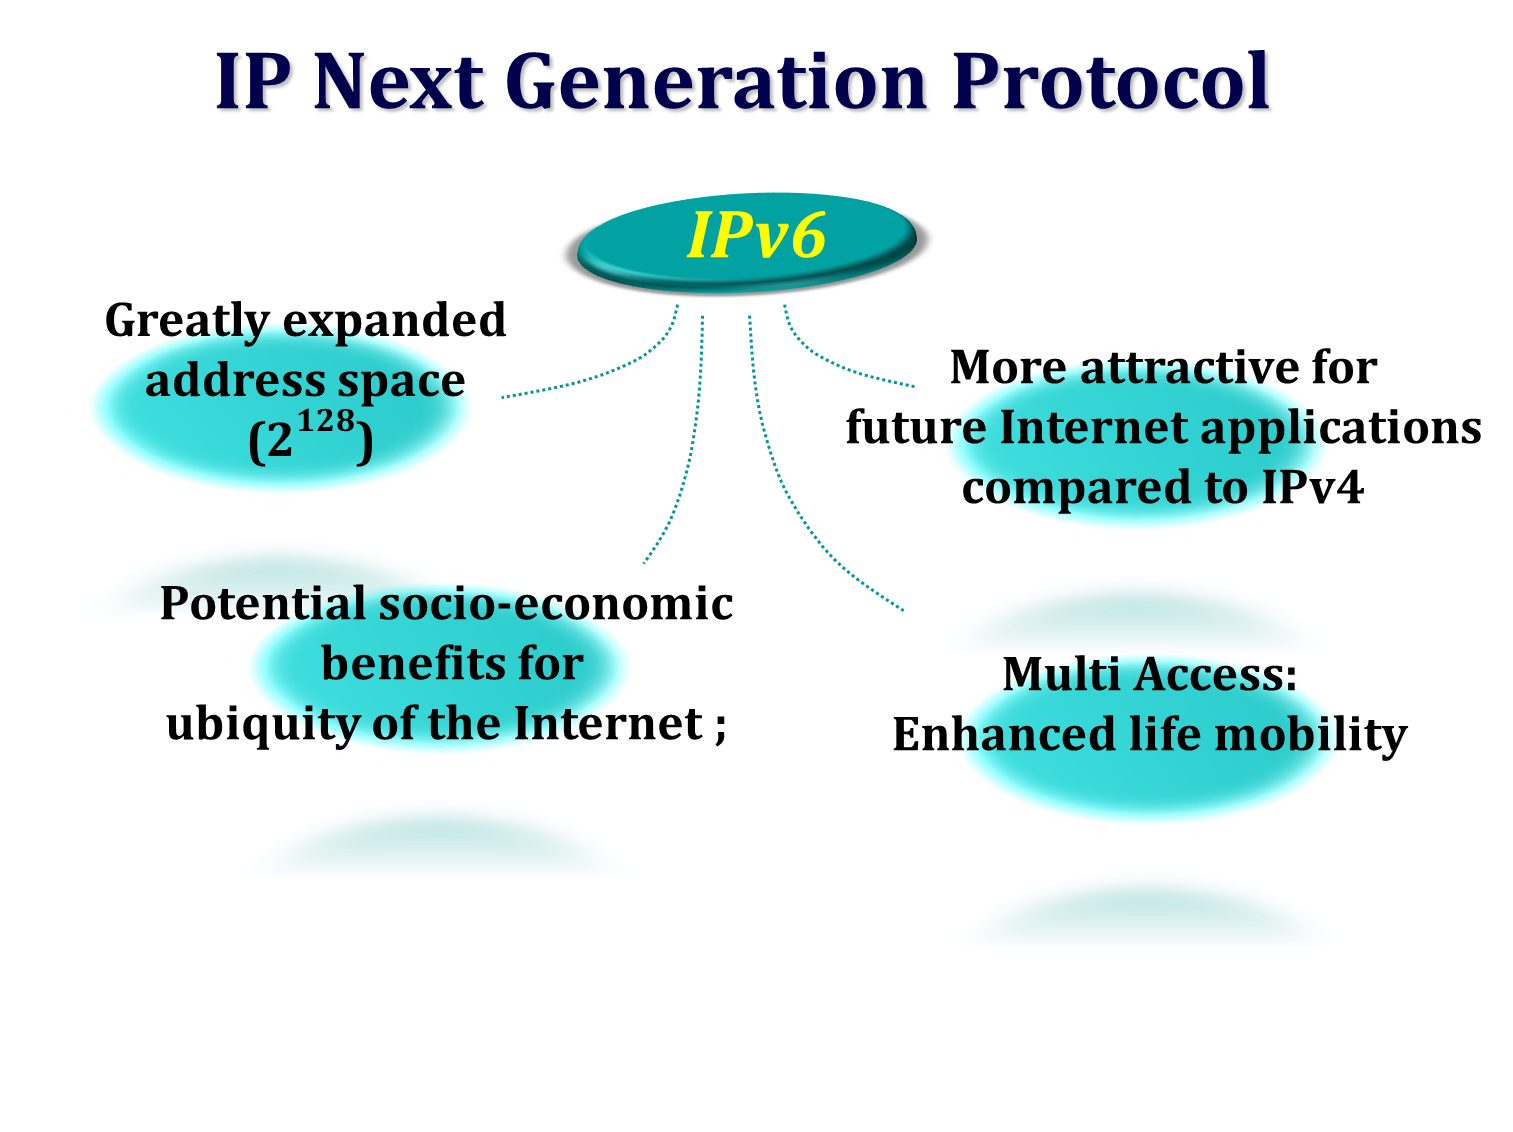 IP Next Generation Protocol
IPv6
Greatly expanded
address space
(2¹²⁸)
Potential socio-economic
benefits for
ubiquity of the Internet ;
More attractive for
future Internet applications
compared to IPv4
Multi Access:
Enhanced life mobility